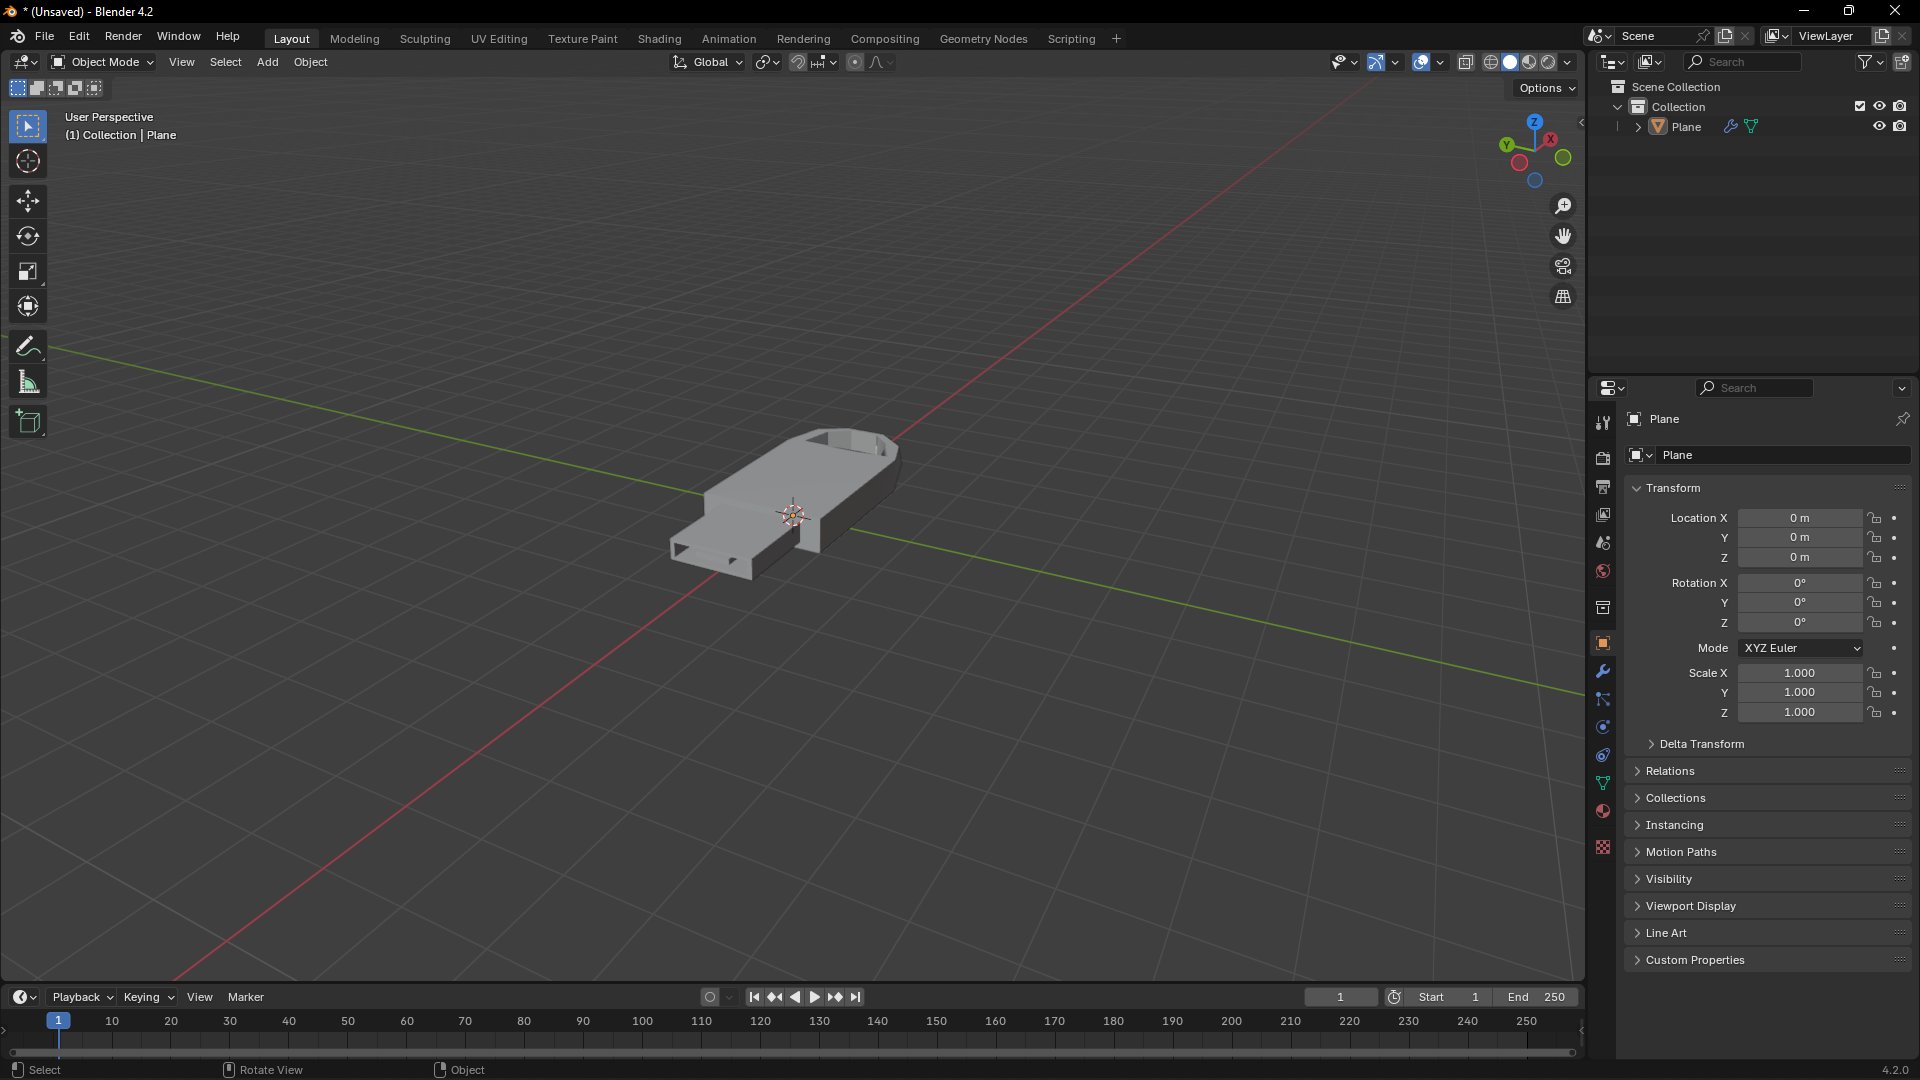 * (Unsaved) - Blender 4.2
File Edit Render Window Help Layout Modeling Sculpting UV Editing Texture Paint Shading Animation Rendering Compositing Geometry Nodes Scripting + Scene ViewLayer
Object Mode View Select Add Object Global Search
Options
User Perspective
(1) Collection | Plane
Z
X
Y
Scene Collection
Collection
Plane
Search
Plane
Plane
Transform
Location X 0 m
Y 0 m
Z 0 m
Rotation X 0°
Y 0°
Z 0°
Mode XYZ Euler
Scale X 1.000
Y 1.000
Z 1.000
Delta Transform
Relations
Collections
Instancing
Motion Paths
Visibility
Viewport Display
Line Art
Custom Properties
Playback Keying View Marker 1 Start 1 End 250
1 10 20 30 40 50 60 70 80 90 100 110 120 130 140 150 160 170 180 190 200 210 220 230 240 250
Select Rotate View Object 4.2.0